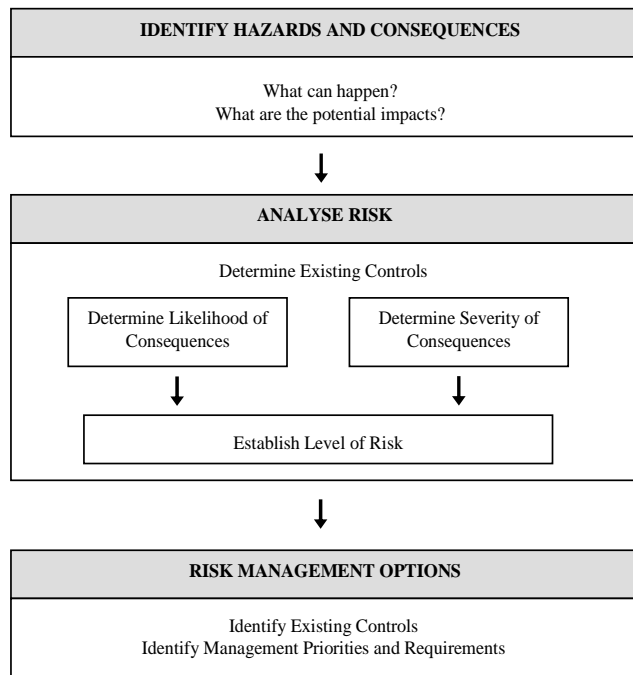 IDENTIFY HAZARDS AND CONSEQUENCES
What can happen?
What are the potential impacts?
ANALYSE RISK
Determine Existing Controls
Determine Likelihood of
Consequences
Determine Severity of
Consequences
Establish Level of Risk
RISK MANAGEMENT OPTIONS
Identify Existing Controls
Identify Management Priorities and Requirements